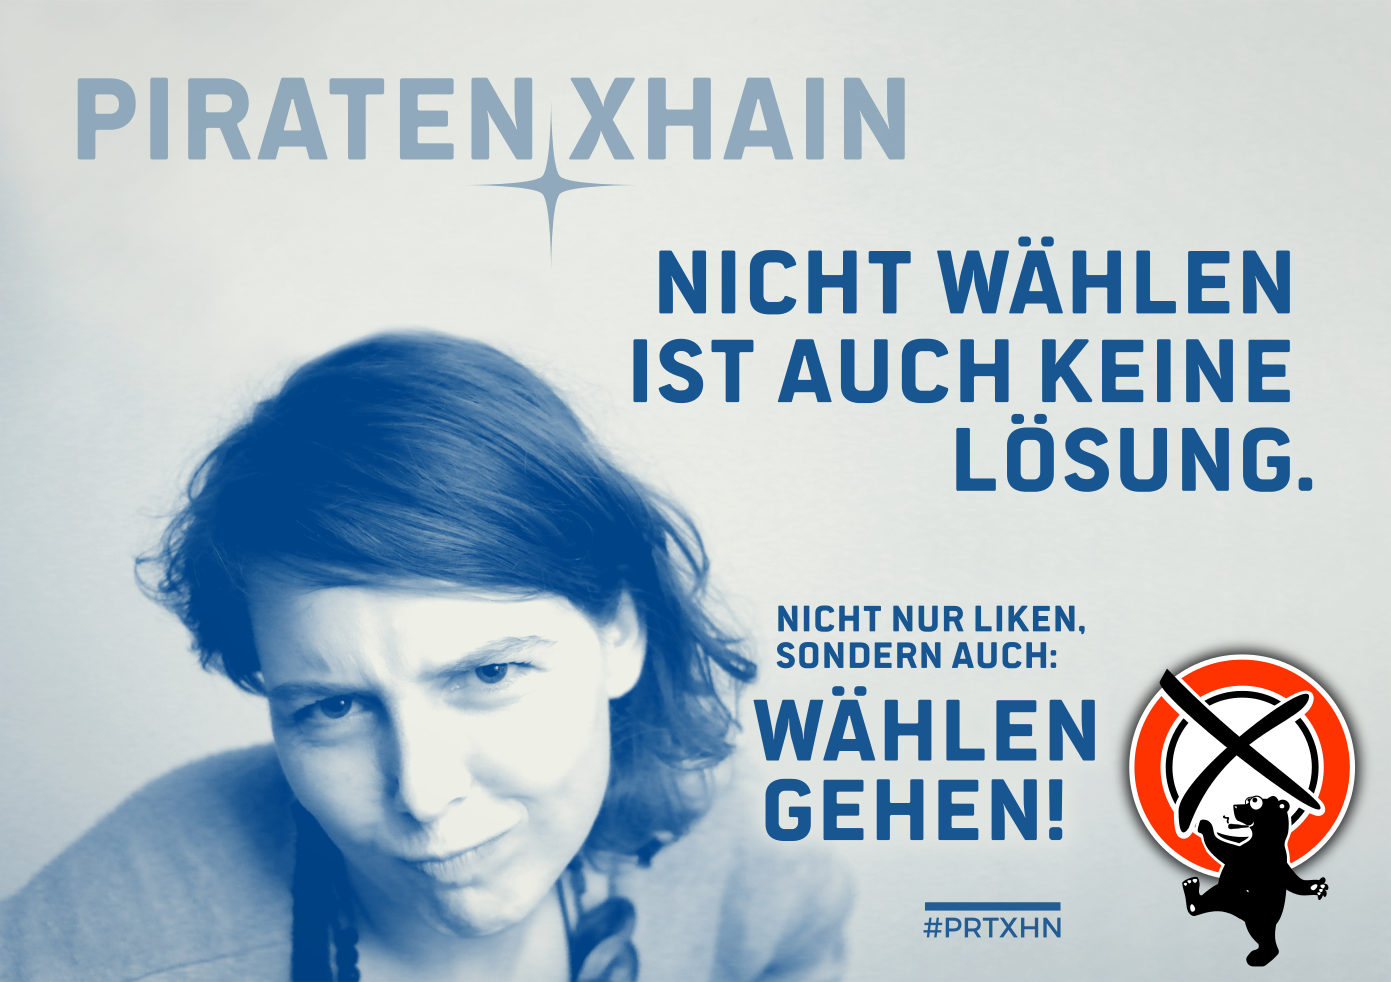 PIRATEN XHAIN
NICHT WÄHLEN
IST AUCH KEINE
LÖSUNG.
NICHT NUR LIKEN,
SONDERN AUCH:
WÄHLEN
GEHEN!
#PRTXHN